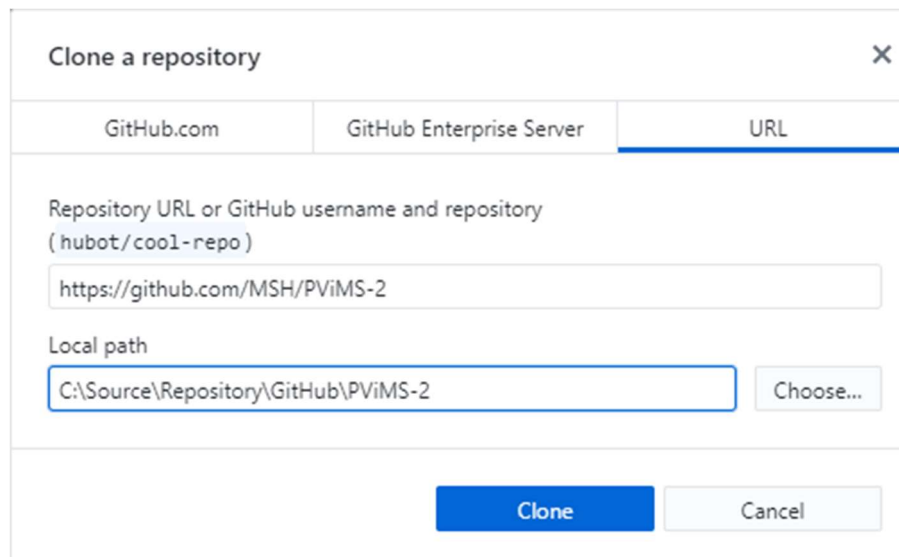 Clone a repository
GitHub.com
GitHub Enterprise Server
URL
Repository URL or GitHub username and repository
(hubot/cool-repo)
https://github.com/MSH/PViMS-2
Local path
C:\Source\Repository\GitHub\PViMS-2
Choose...
Clone
Cancel